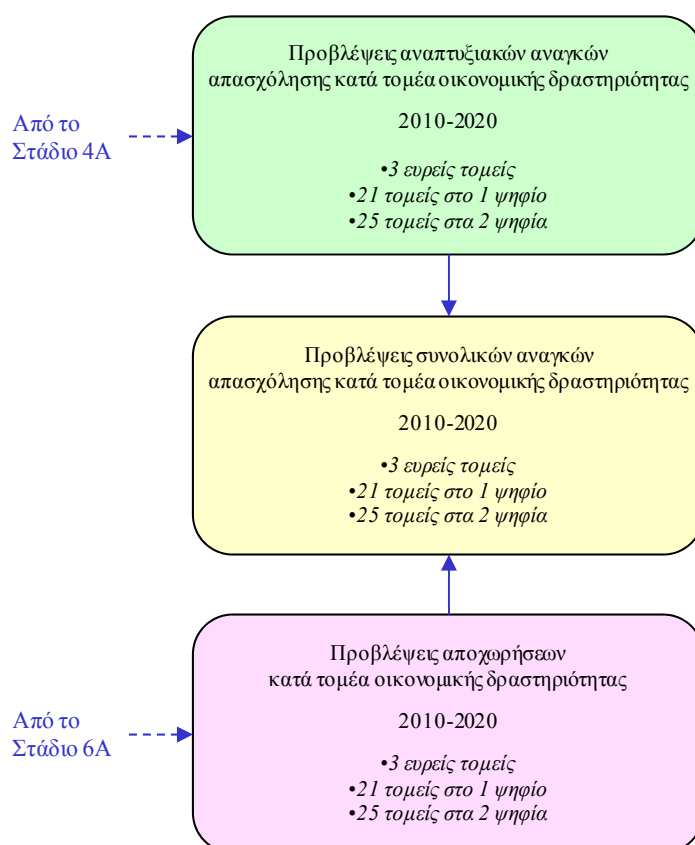 Προβλέψεις αναπτυξιακών αναγκών
απασχόλησης κατά τομέα οικονομικής δραστηριότητας
2010-2020
•3 ευρείς τομείς
•21 τομείς στο 1 ψηφίο
•25 τομείς στα 2 ψηφία
Από το
Στάδιο 4Α
Προβλέψεις συνολικών αναγκών
απασχόλησης κατά τομέα οικονομικής δραστηριότητας
2010-2020
•3 ευρείς τομείς
•21 τομείς στο 1 ψηφίο
•25 τομείς στα 2 ψηφία
Προβλέψεις αποχωρήσεων
κατά τομέα οικονομικής δραστηριότητας
2010-2020
•3 ευρείς τομείς
•21 τομείς στο 1 ψηφίο
•25 τομείς στα 2 ψηφία
Από το
Στάδιο 6Α